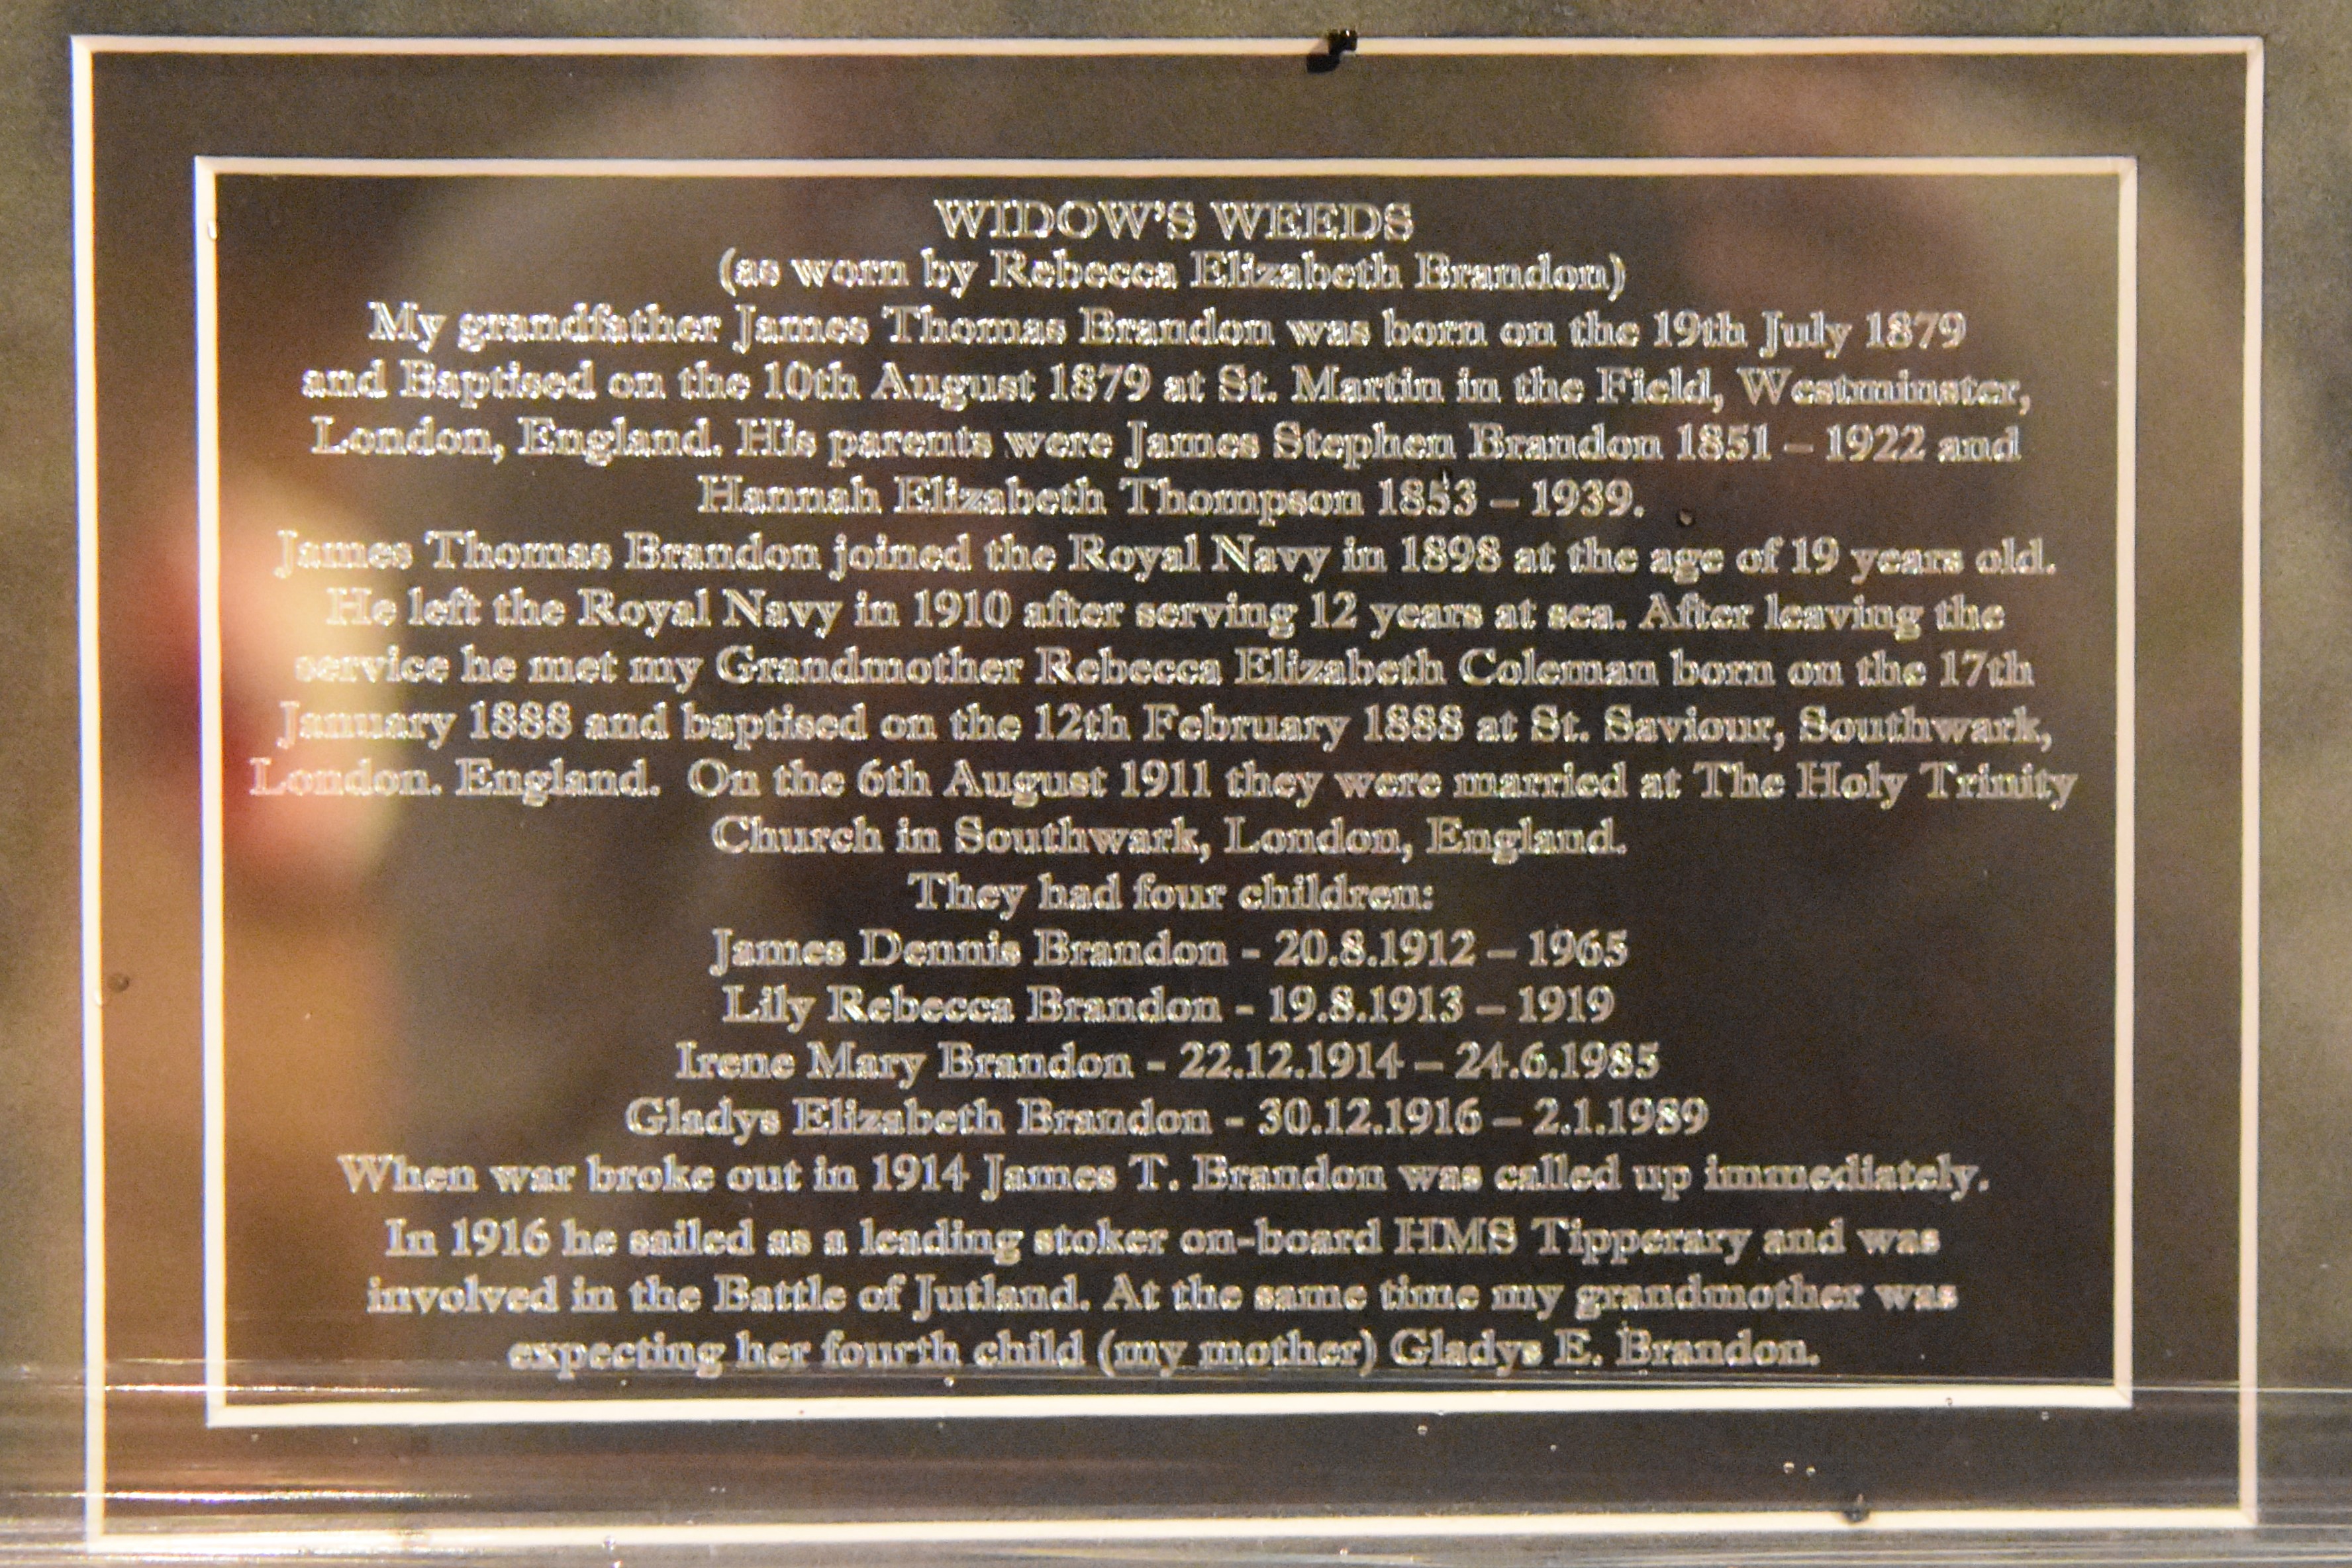 WIDOW'S WEEDS
(as worn by Rebecca Elizabeth Brandon)
My grandfather James Thomas Brandon was born on the 19th July 1879
and Baptised on the 10th August 1879 at St. Martin in the Field, Westminster,
London, England. His parents were James Stephen Brandon 1851 – 1922 and
Hannah Elizabeth Thompson 1853 – 1939.
James Thomas Brandon joined the Royal Navy in 1898 at the age of 19 years old.
He left the Royal Navy in 1910 after serving 12 years at sea. After leaving the
service he met my Grandmother Rebecca Elizabeth Coleman born on the 17th
January 1888 and baptised on the 12th February 1888 at St. Saviour, Southwark,
London. England. On the 6th August 1911 they were married at The Holy Trinity
Church in Southwark, London, England.
They had four children:
James Dennis Brandon - 20.8.1912 – 1965
Lily Rebecca Brandon - 19.8.1913 – 1919
Irene Mary Brandon - 22.12.1914 – 24.6.1985
Gladys Elizabeth Brandon - 30.12.1916 – 2.1.1989
When war broke out in 1914 James T. Brandon was called up immediately.
In 1916 he sailed as a leading stoker on-board HMS Tipperary and was
involved in the Battle of Jutland. At the same time my grandmother was
expecting her fourth child (my mother) Gladys E. Brandon.